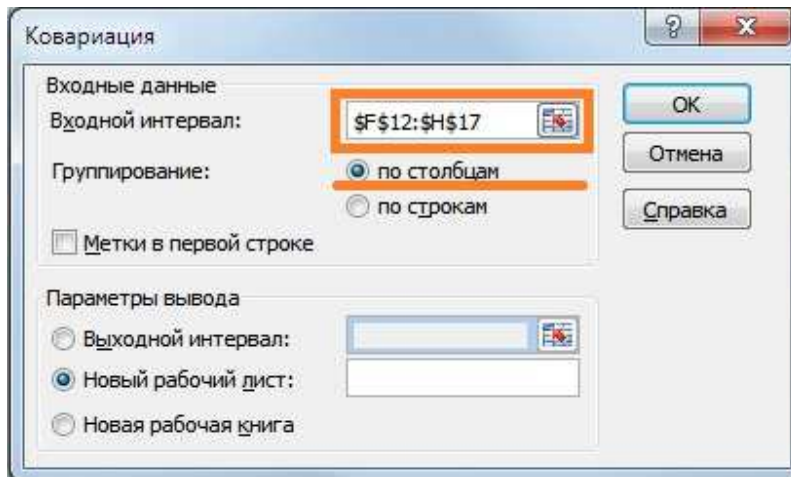 Ковариация
Входные данные
Входной интервал: $F$12:$H$17
Группирование: по столбцам
по строкам
Метки в первой строке
Параметры вывода
Выходной интервал:
Новый рабочий лист:
Новая рабочая книга
ОК
Отмена
Справка